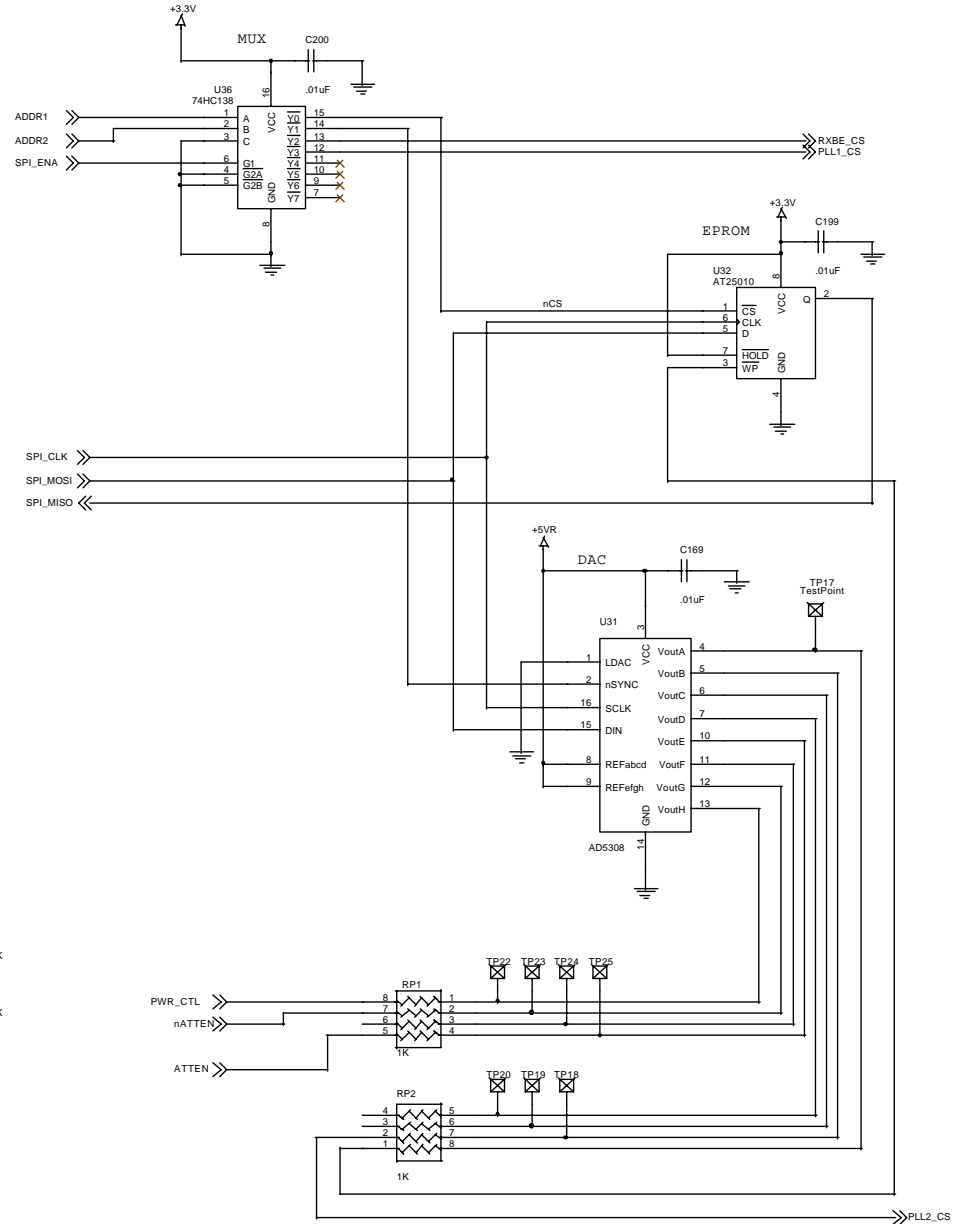 +3.3V
MUX
C200
.01uF
U36
74HC138
16
VCC
ADDR1
1
A
Y0
15
ADDR2
2
B
Y1
14
3
C
Y2
13
RXBE_CS
Y3
12
PLL1_CS
SPI_ENA
6
G1
Y4
11
4
G2A
Y5
10
5
G2B
Y6
9
Y7
7
GND
8
+3.3V
C199
EPROM
.01uF
U32
AT25010
8
VCC
Q
2
nCS
1
CS
6
CLK
5
D
7
HOLD
3
WP
GND
4
SPI_CLK
SPI_MOSI
SPI_MISO
+5VR
DAC
C169
.01uF
TP17
TestPoint
U31
3
VCC
1
LDAC
VoutA
4
2
nSYNC
VoutB
5
16
SCLK
VoutC
6
15
DIN
VoutD
7
VoutE
10
8
REFabcd
VoutF
11
9
REFefgh
VoutG
12
VoutH
13
GND
14
AD5308
K
K
TP22
TP23
TP24
TP25
RP1
PWR_CTL
8
1
nATTEN
7
2
6
3
5
4
1K
ATTEN
TP20
TP19
TP18
RP2
4
5
3
6
2
7
1
8
1K
PLL2_CS